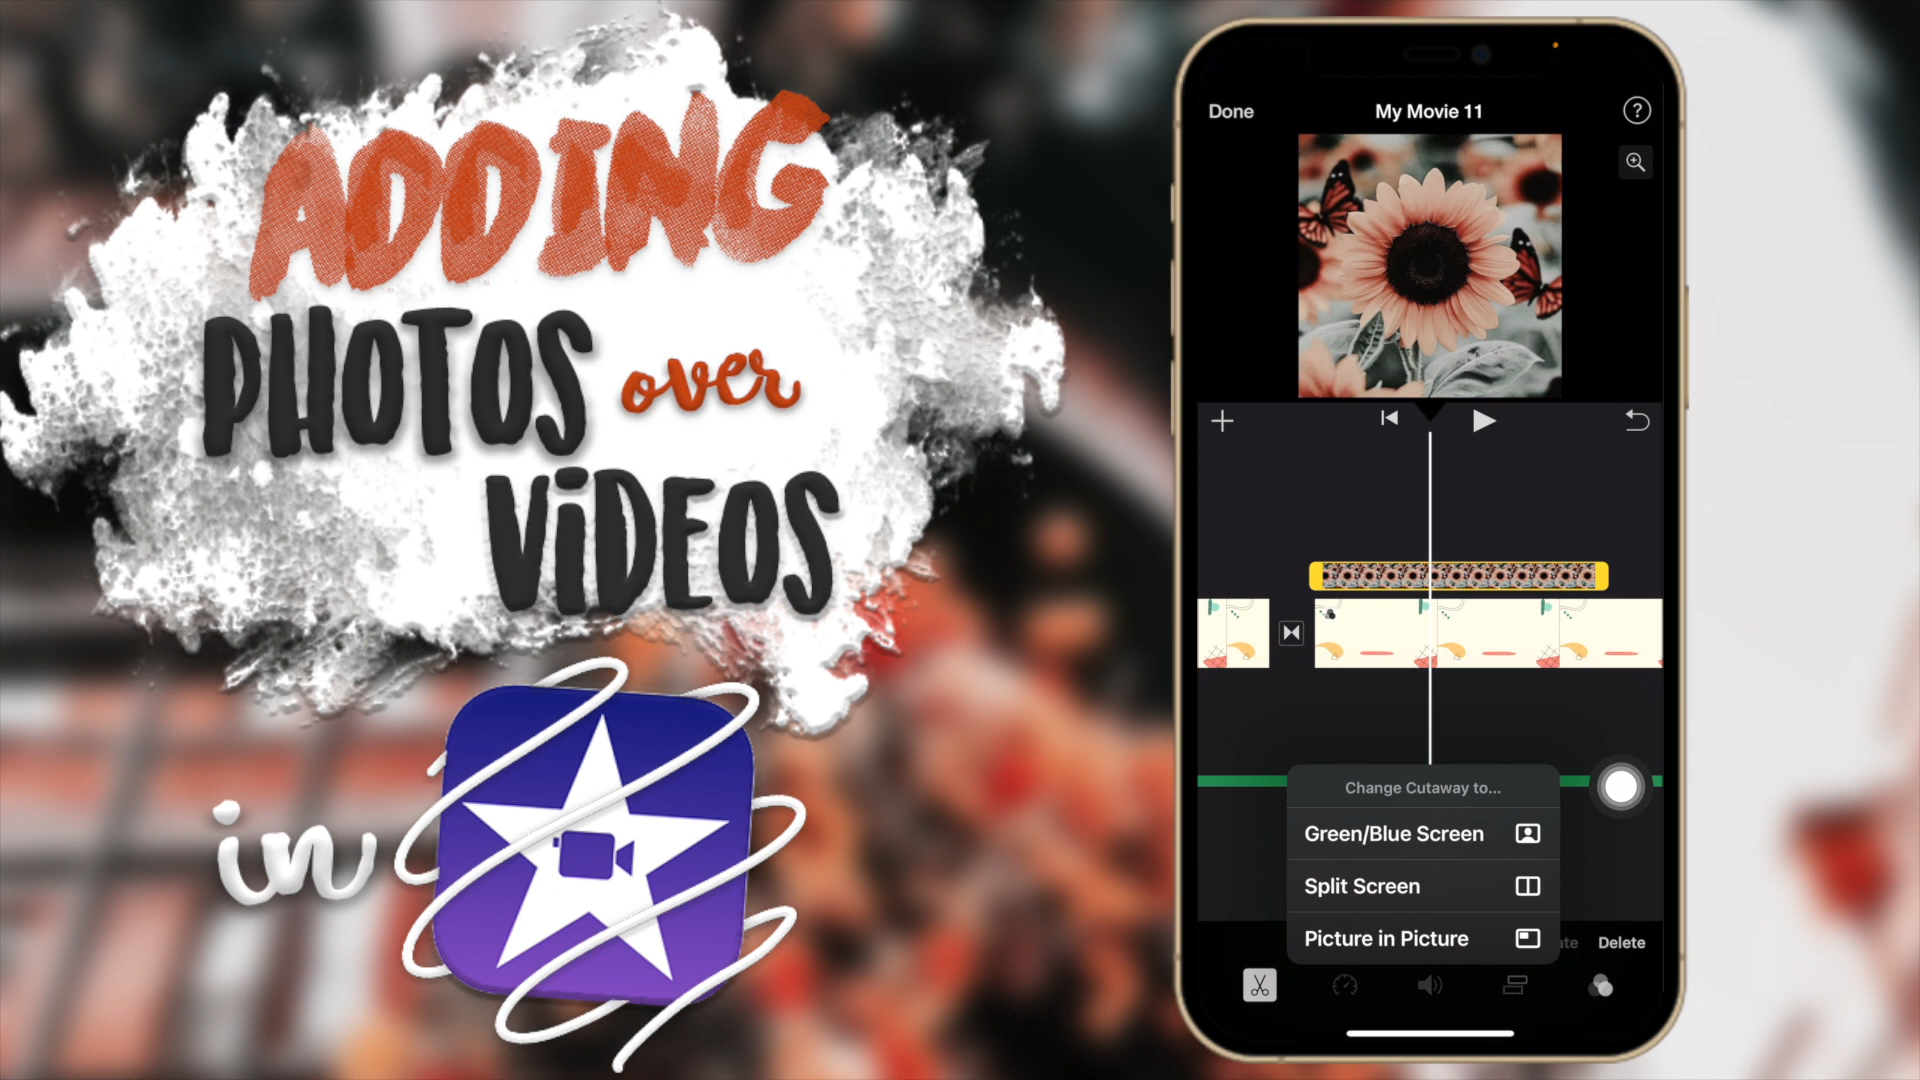 ADDING
PHOTOS over
ViDEOS
in
Done
My Movie 11
?
Change Cutaway to...
Green/Blue Screen
Split Screen
Picture in Picture
Delete